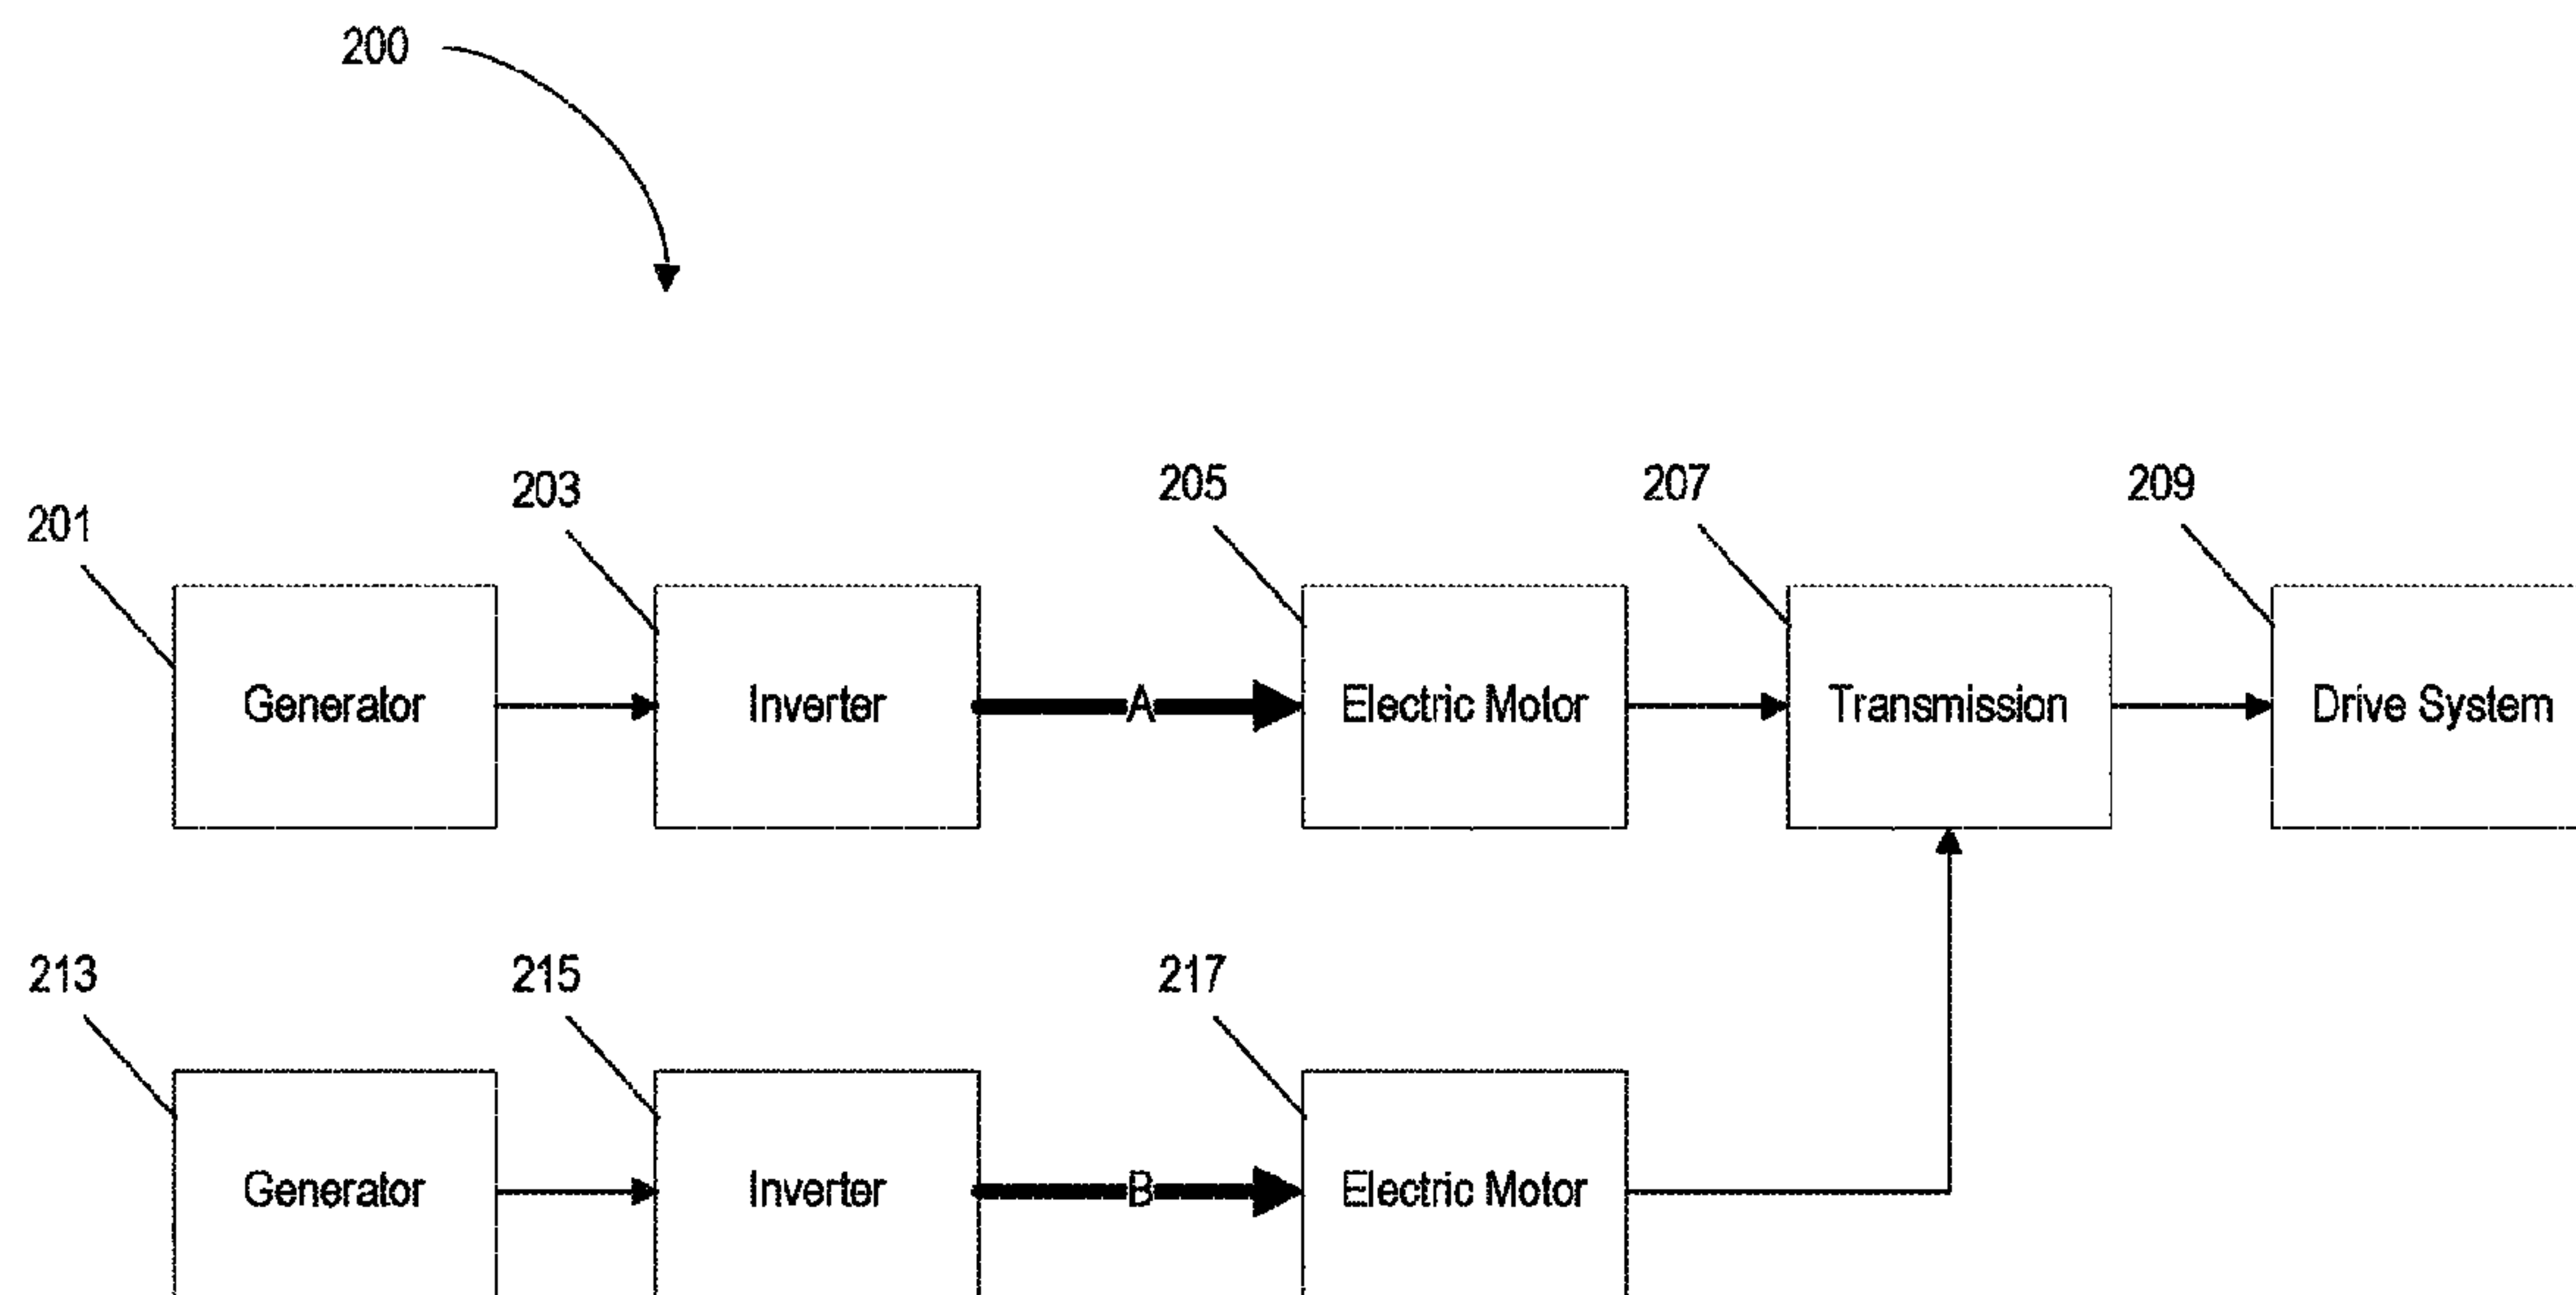 200
201
203
205
207
209
Generator
Inverter
A
Electric Motor
Transmission
Drive System
213
215
217
Generator
Inverter
B
Electric Motor